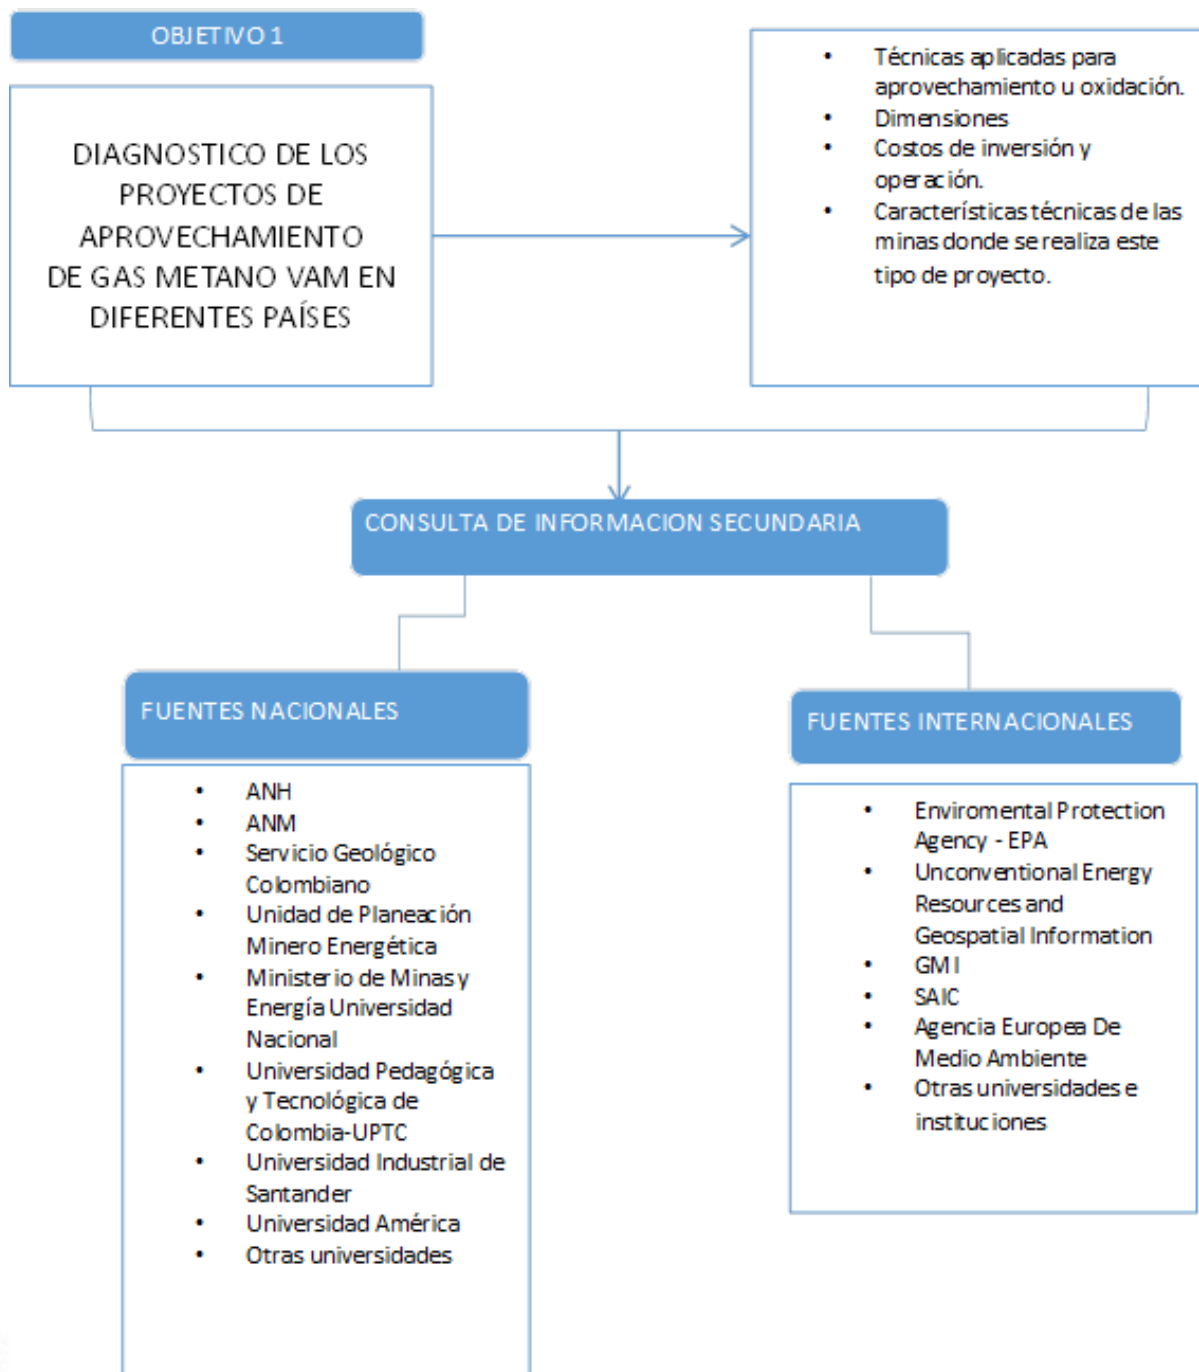 OBJETIVO 1
DIAGNOSTICO DE LOS
PROYECTOS DE
APROVECHAMIENTO
DE GAS METANO VAM EN
DIFERENTES PAÍSES
• Técnicas aplicadas para
aprovechamiento u oxidación.
• Dimensiones
• Costos de inversión y
operación.
• Características técnicas de las
minas donde se realiza este
tipo de proyecto.
CONSULTA DE INFORMACION SECUNDARIA
FUENTES NACIONALES
• ANH
• ANM
• Servicio Geológico
Colombiano
• Unidad de Planeación
Minero Energética
• Ministerio de Minas y
Energía Universidad
Nacional
• Universidad Pedagógica
y Tecnológica de
Colombia-UPTC
• Universidad Industrial de
Santander
• Universidad América
• Otras universidades
FUENTES INTERNACIONALES
• Enviromental Protection
Agency - EPA
• Unconventional Energy
Resources and
Geospatial Information
• GMI
• SAIC
• Agencia Europea De
Medio Ambiente
• Otras universidades e
instituciones